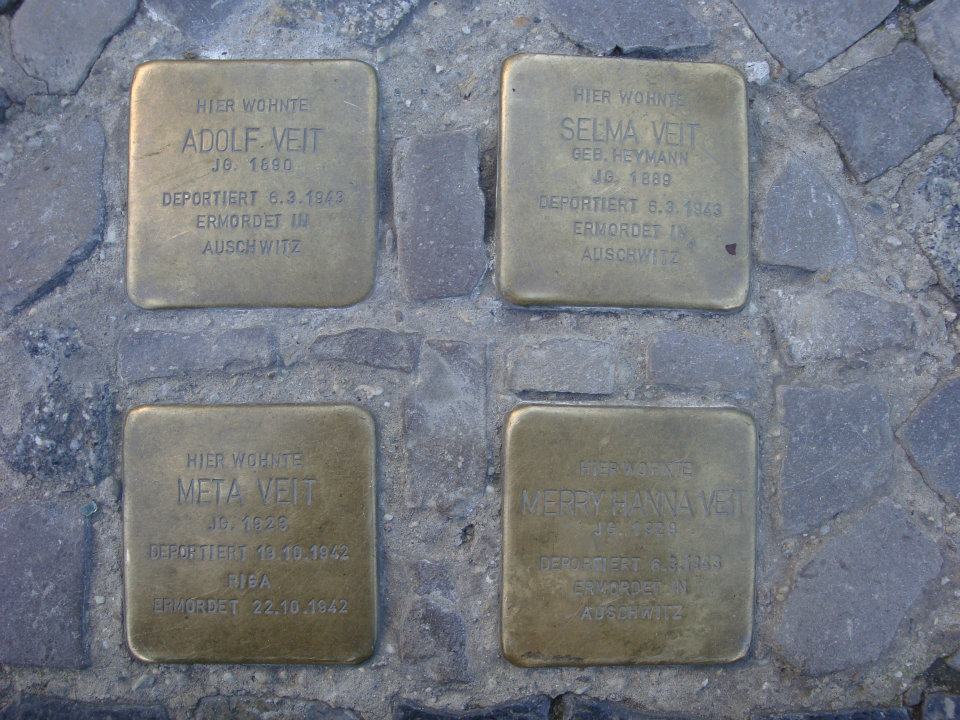 HIER WOHNTE
ADOLF VEIT
JG. 1890
DEPORTIERT 6.3.1943
ERMORDET IN
AUSCHWITZ
HIER WOHNTE
SELMA VEIT
GEB. HEYMANN
JG. 1889
DEPORTIERT 6.3.1943
ERMORDET IN
AUSCHWITZ
HIER WOHNTE
META VEIT
JG. 1928
DEPORTIERT 19.10.1942
RIGA
ERMORDET 22.10.1942
HIER WOHNTE
MERRY HANNA VEIT
JG. 1929
DEPORTIERT 6.3.1943
ERMORDET IN
AUSCHWITZ